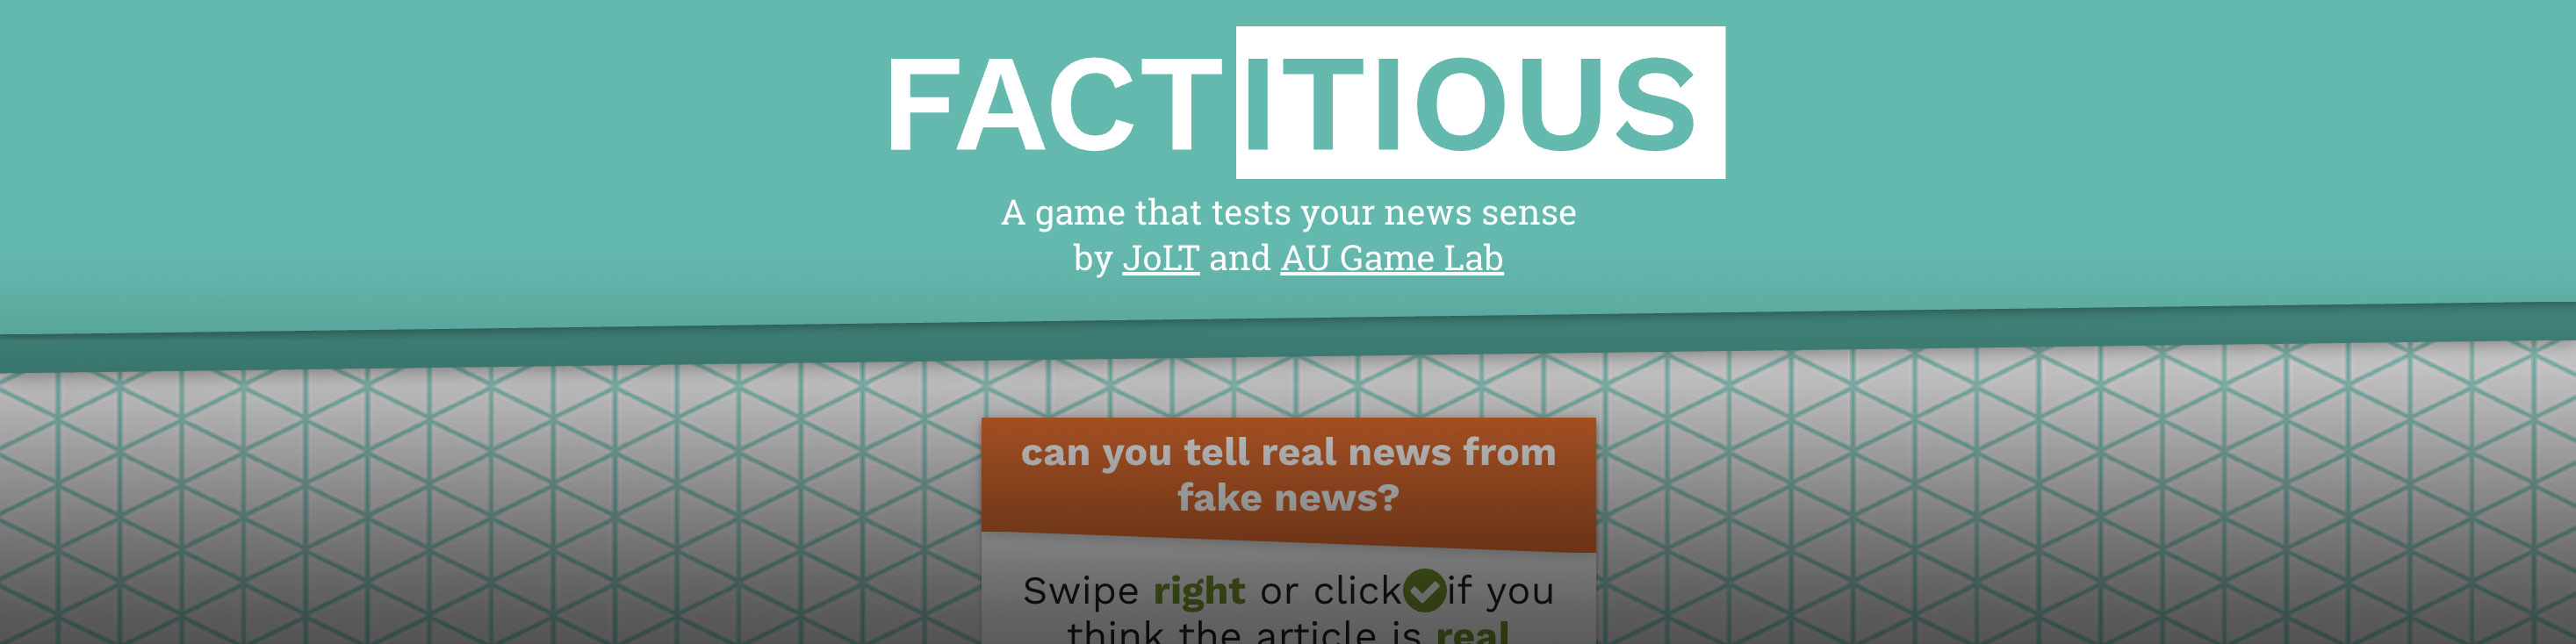 FACTITIOUS
A game that tests your news sense
by JoLT and AU Game Lab
can you tell real news from
fake news?
Swipe right or click if you
think the article is real